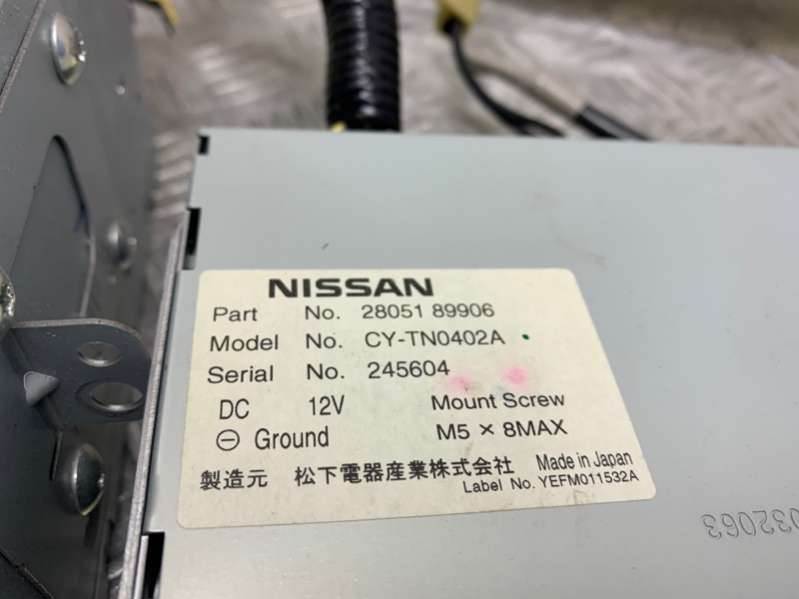 NISSAN
Part No. 28051 89906
Model No. CY-TN0402A
Serial No. 245604
DC 12V Mount Screw
⊖ Ground M5 × 8MAX
製造元 松下電器産業株式会社 Made in Japan
Label No. YEFM011532A
032063